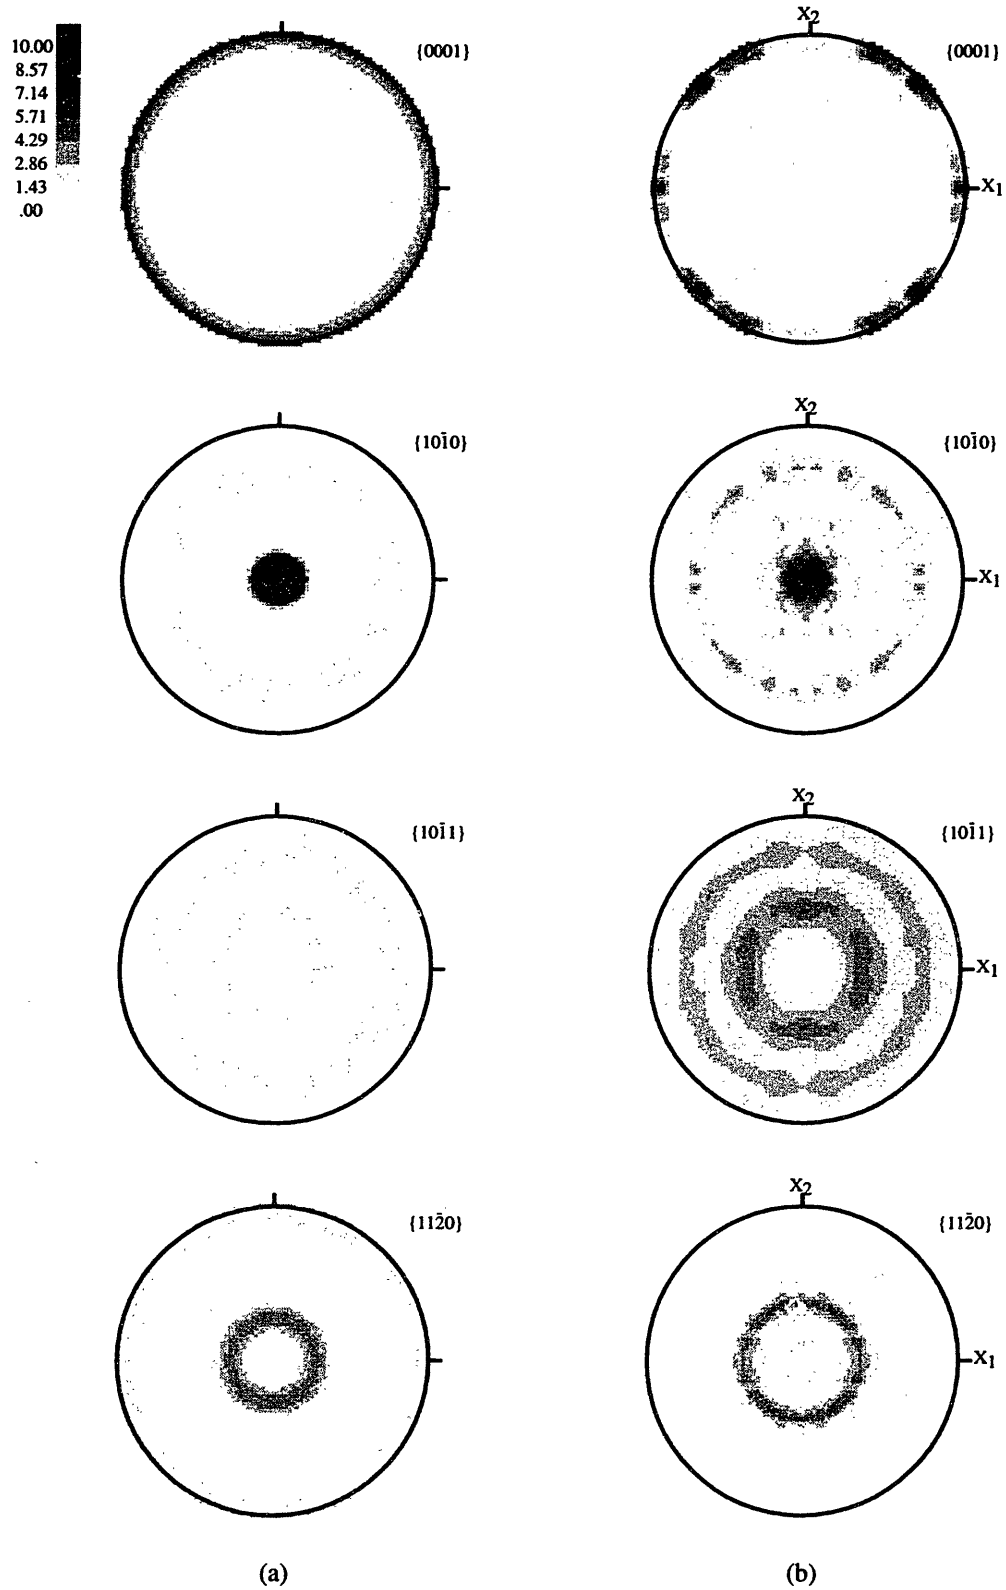 10.00
8.57
7.14
5.71
4.29
2.86
1.43
.00
{0001}
X2
{0001}
X1
{101̄0}
X2
{101̄0}
X1
{101̄1}
X2
{101̄1}
X1
{112̄0}
X2
{112̄0}
X1
(a)
(b)